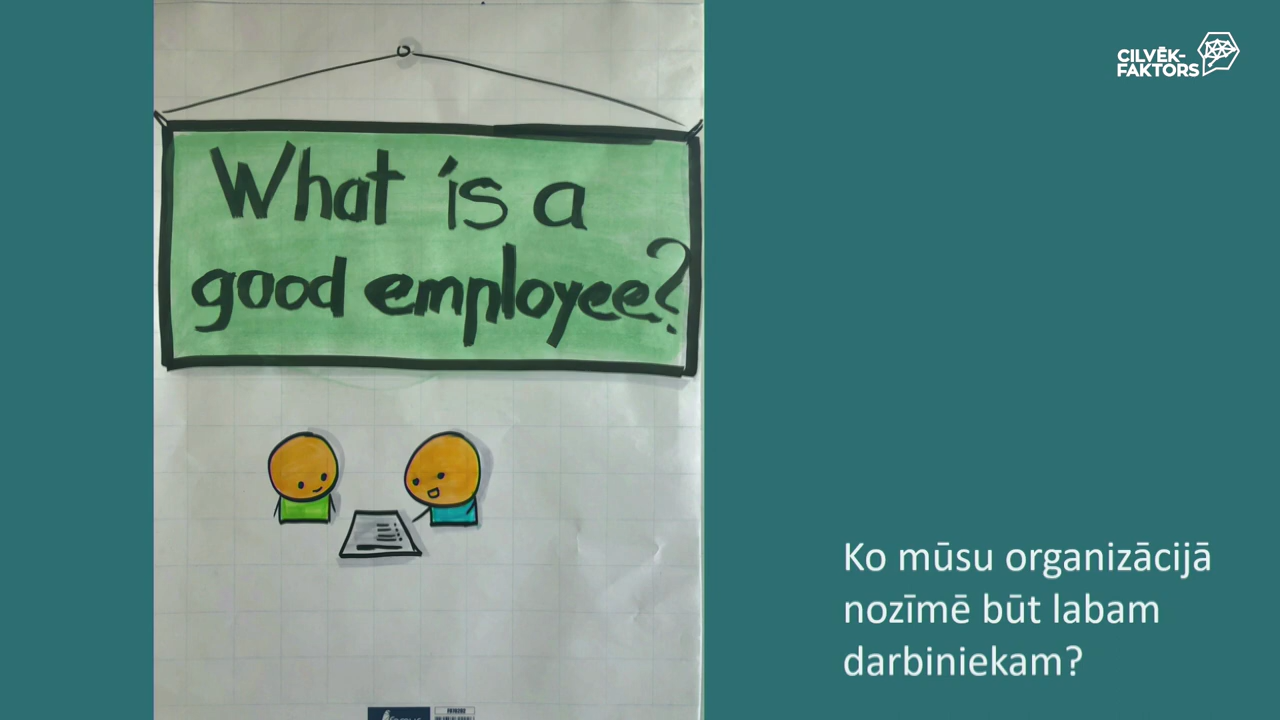 What is a
good employee?
CILVĒK-
FAKTORS
Ko mūsu organizācijā
nozīmē būt labam
darbiniekam?